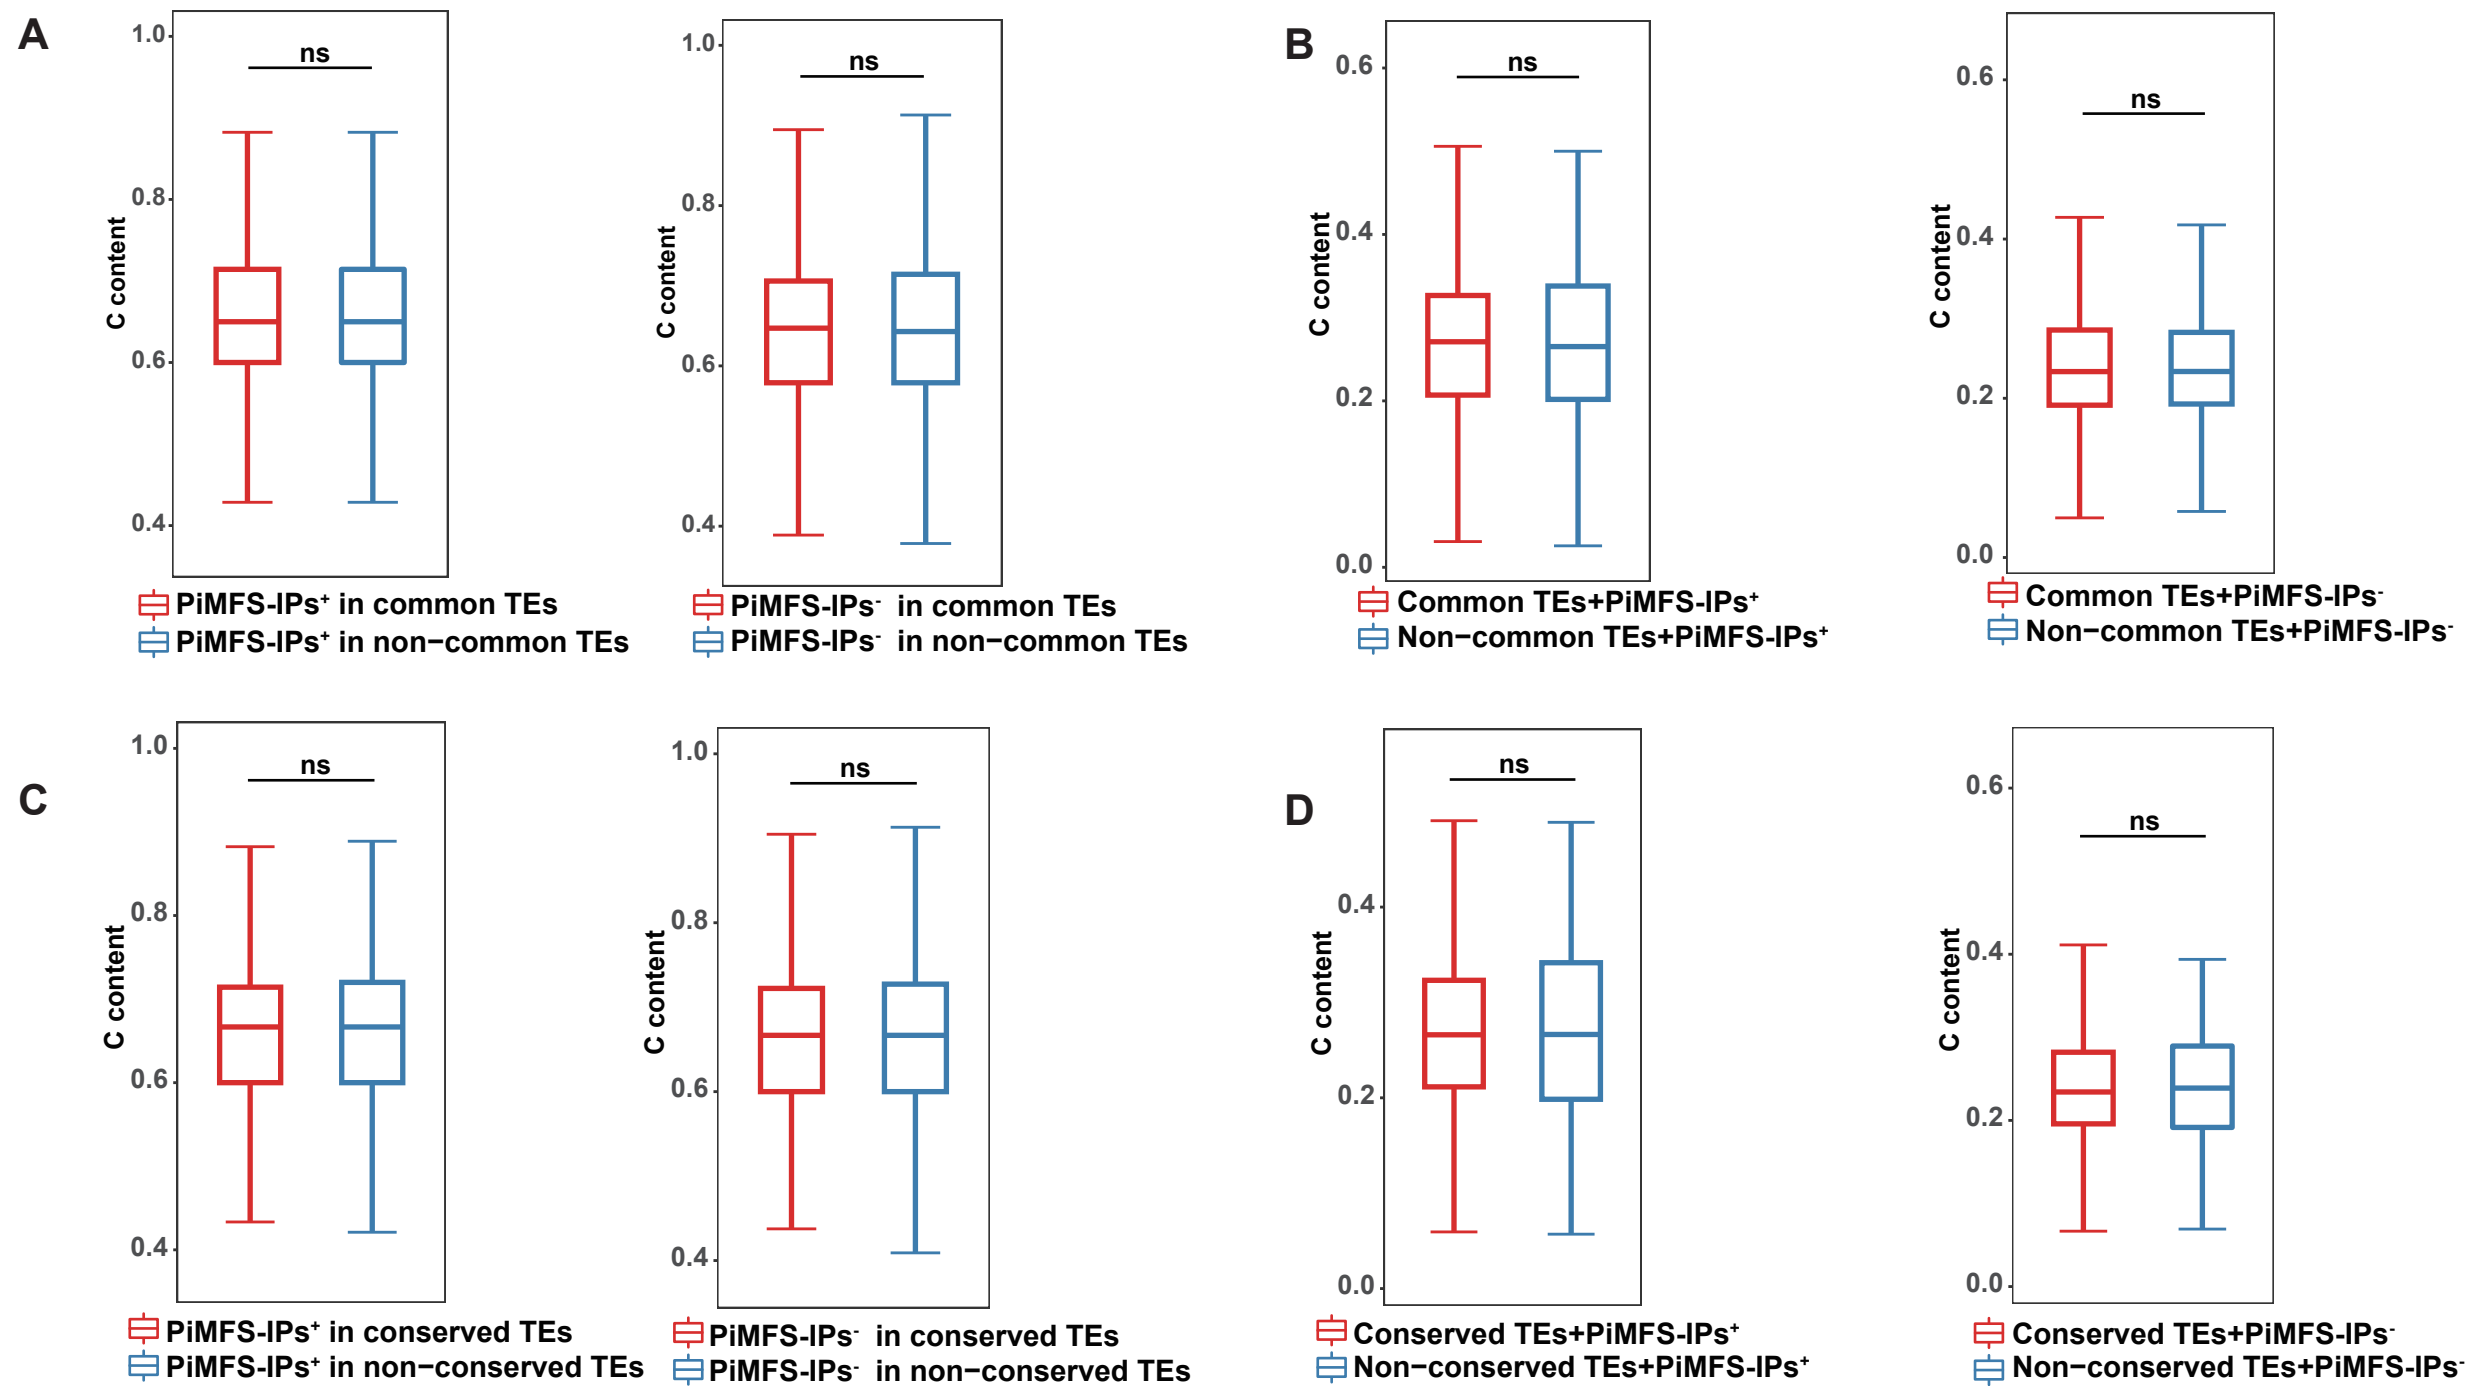 A
1.0
0.8
0.6
0.4
C content
ns
PiMFS-IPs⁺ in common TEs
PiMFS-IPs⁺ in non−common TEs
1.0
0.8
0.6
0.4
C content
ns
PiMFS-IPs⁻ in common TEs
PiMFS-IPs⁻ in non−common TEs
B
0.6
0.4
0.2
0.0
C content
ns
Common TEs+PiMFS-IPs⁺
Non−common TEs+PiMFS-IPs⁺
0.6
0.4
0.2
0.0
C content
ns
Common TEs+PiMFS-IPs⁻
Non−common TEs+PiMFS-IPs⁻
C
1.0
0.8
0.6
0.4
C content
ns
PiMFS-IPs⁺ in conserved TEs
PiMFS-IPs⁺ in non−conserved TEs
1.0
0.8
0.6
0.4
C content
ns
PiMFS-IPs⁻ in conserved TEs
PiMFS-IPs⁻ in non−conserved TEs
D
0.4
0.2
0.0
C content
ns
Conserved TEs+PiMFS-IPs⁺
Non−conserved TEs+PiMFS-IPs⁺
0.6
0.4
0.2
0.0
C content
ns
Conserved TEs+PiMFS-IPs⁻
Non−conserved TEs+PiMFS-IPs⁻